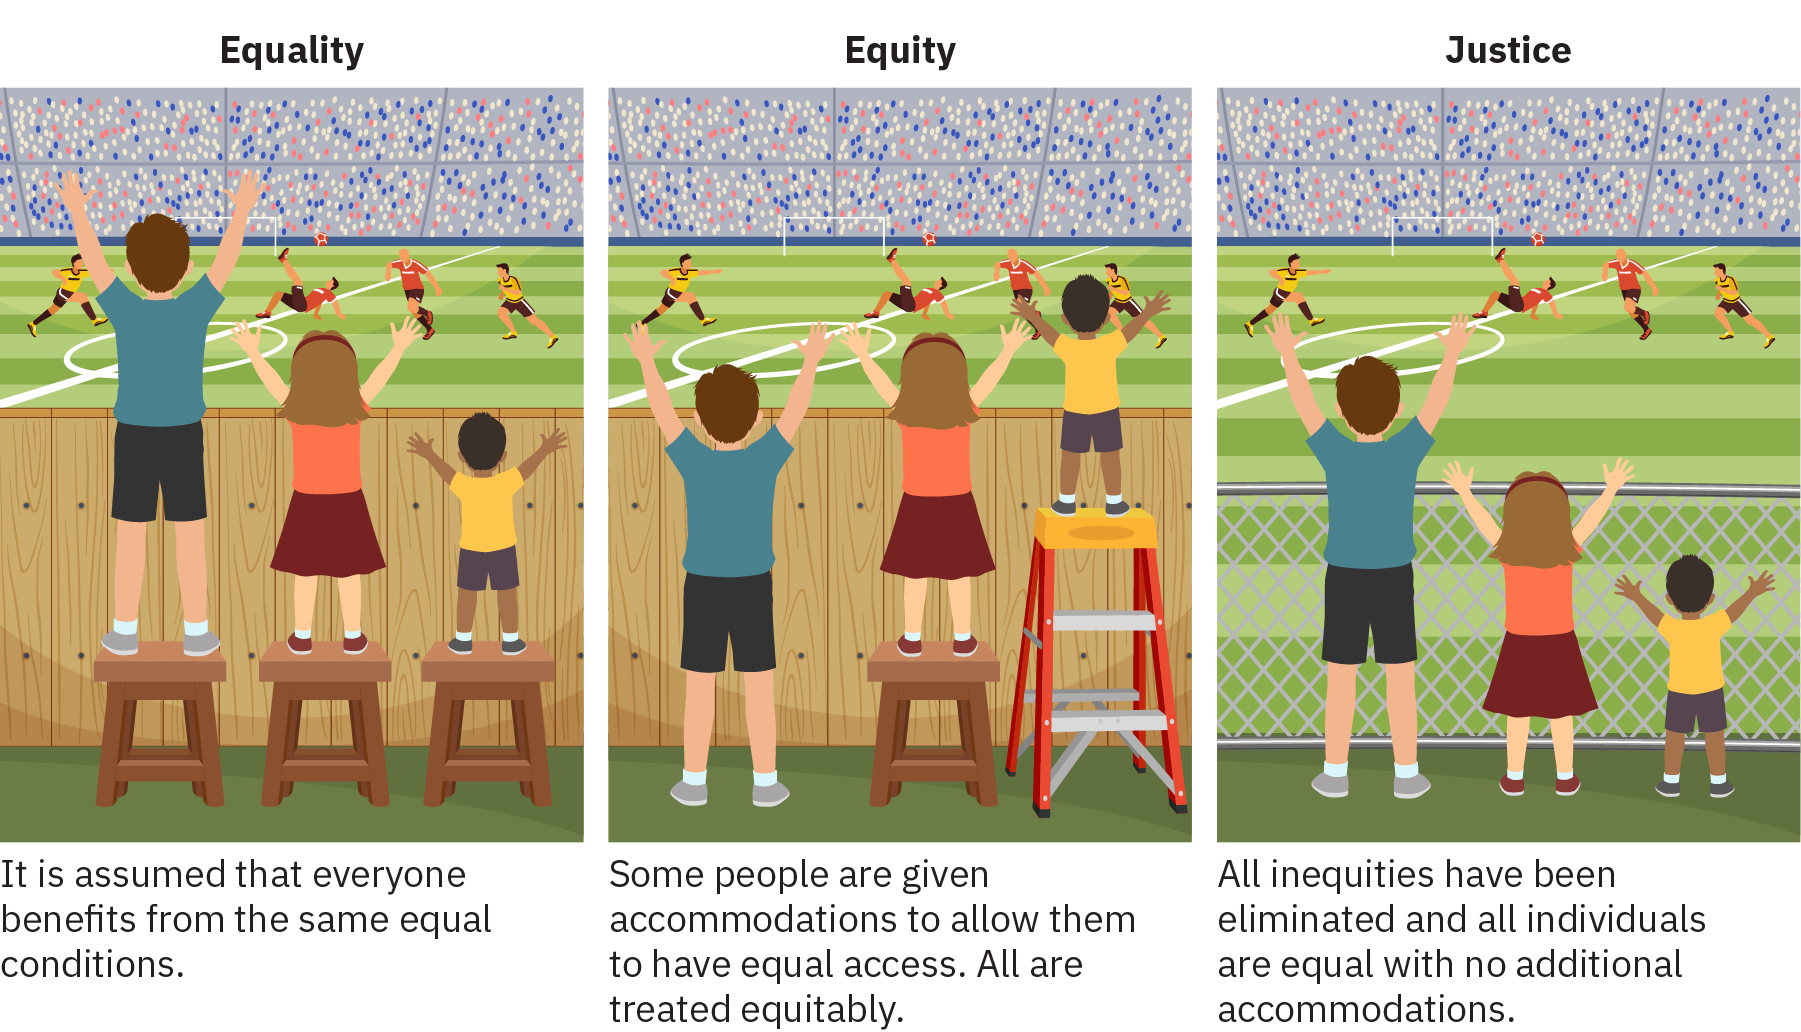 Equality
Equity
Justice
It is assumed that everyone
benefits from the same equal
conditions.
Some people are given
accommodations to allow them
to have equal access. All are
treated equitably.
All inequities have been
eliminated and all individuals
are equal with no additional
accommodations.